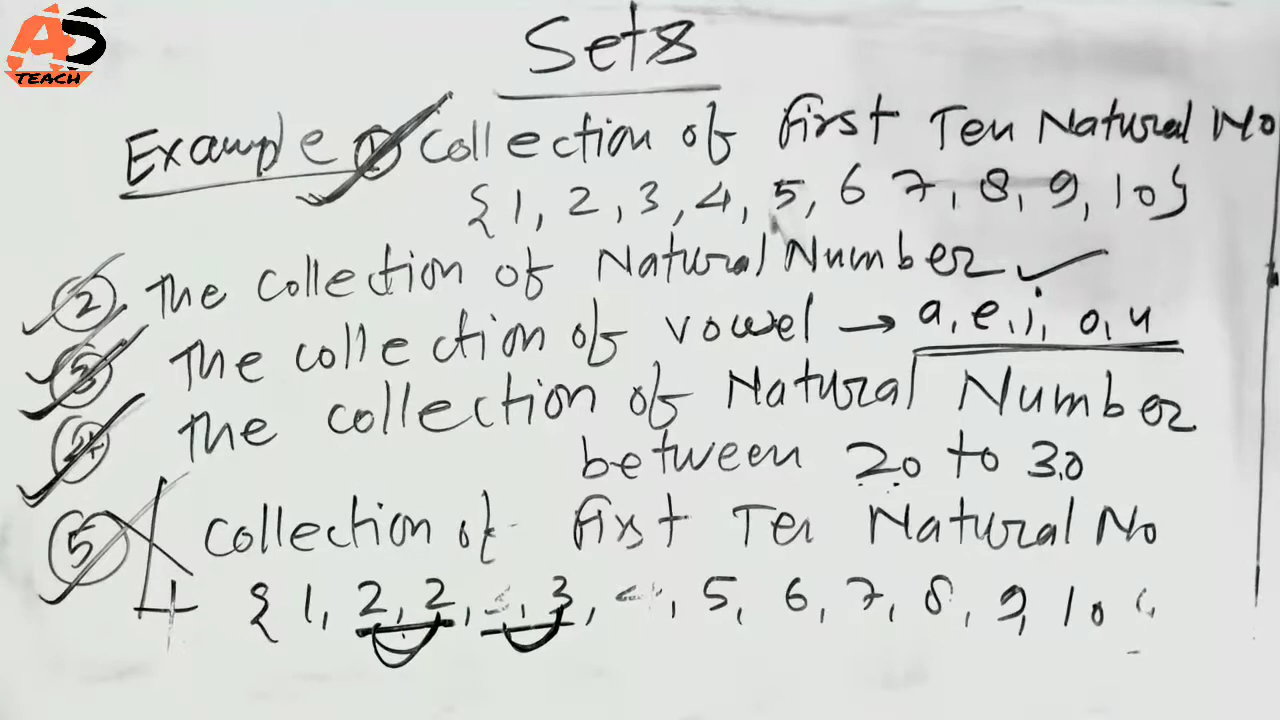 AS
TEACH
Sets
Example ① Collection of First Ten Natural No
{1, 2, 3, 4, 5, 6 7, 8, 9, 10}
② The collection of Natural Number ✓
③ The collection of vowel → a, e, i, o, u
④ The collection of Natural Number
between 20 to 30
⑤ Collection of First Ten Natural No
{ 1, 2, 2, 3, 4, 5, 6, 7, 8, 9, 10